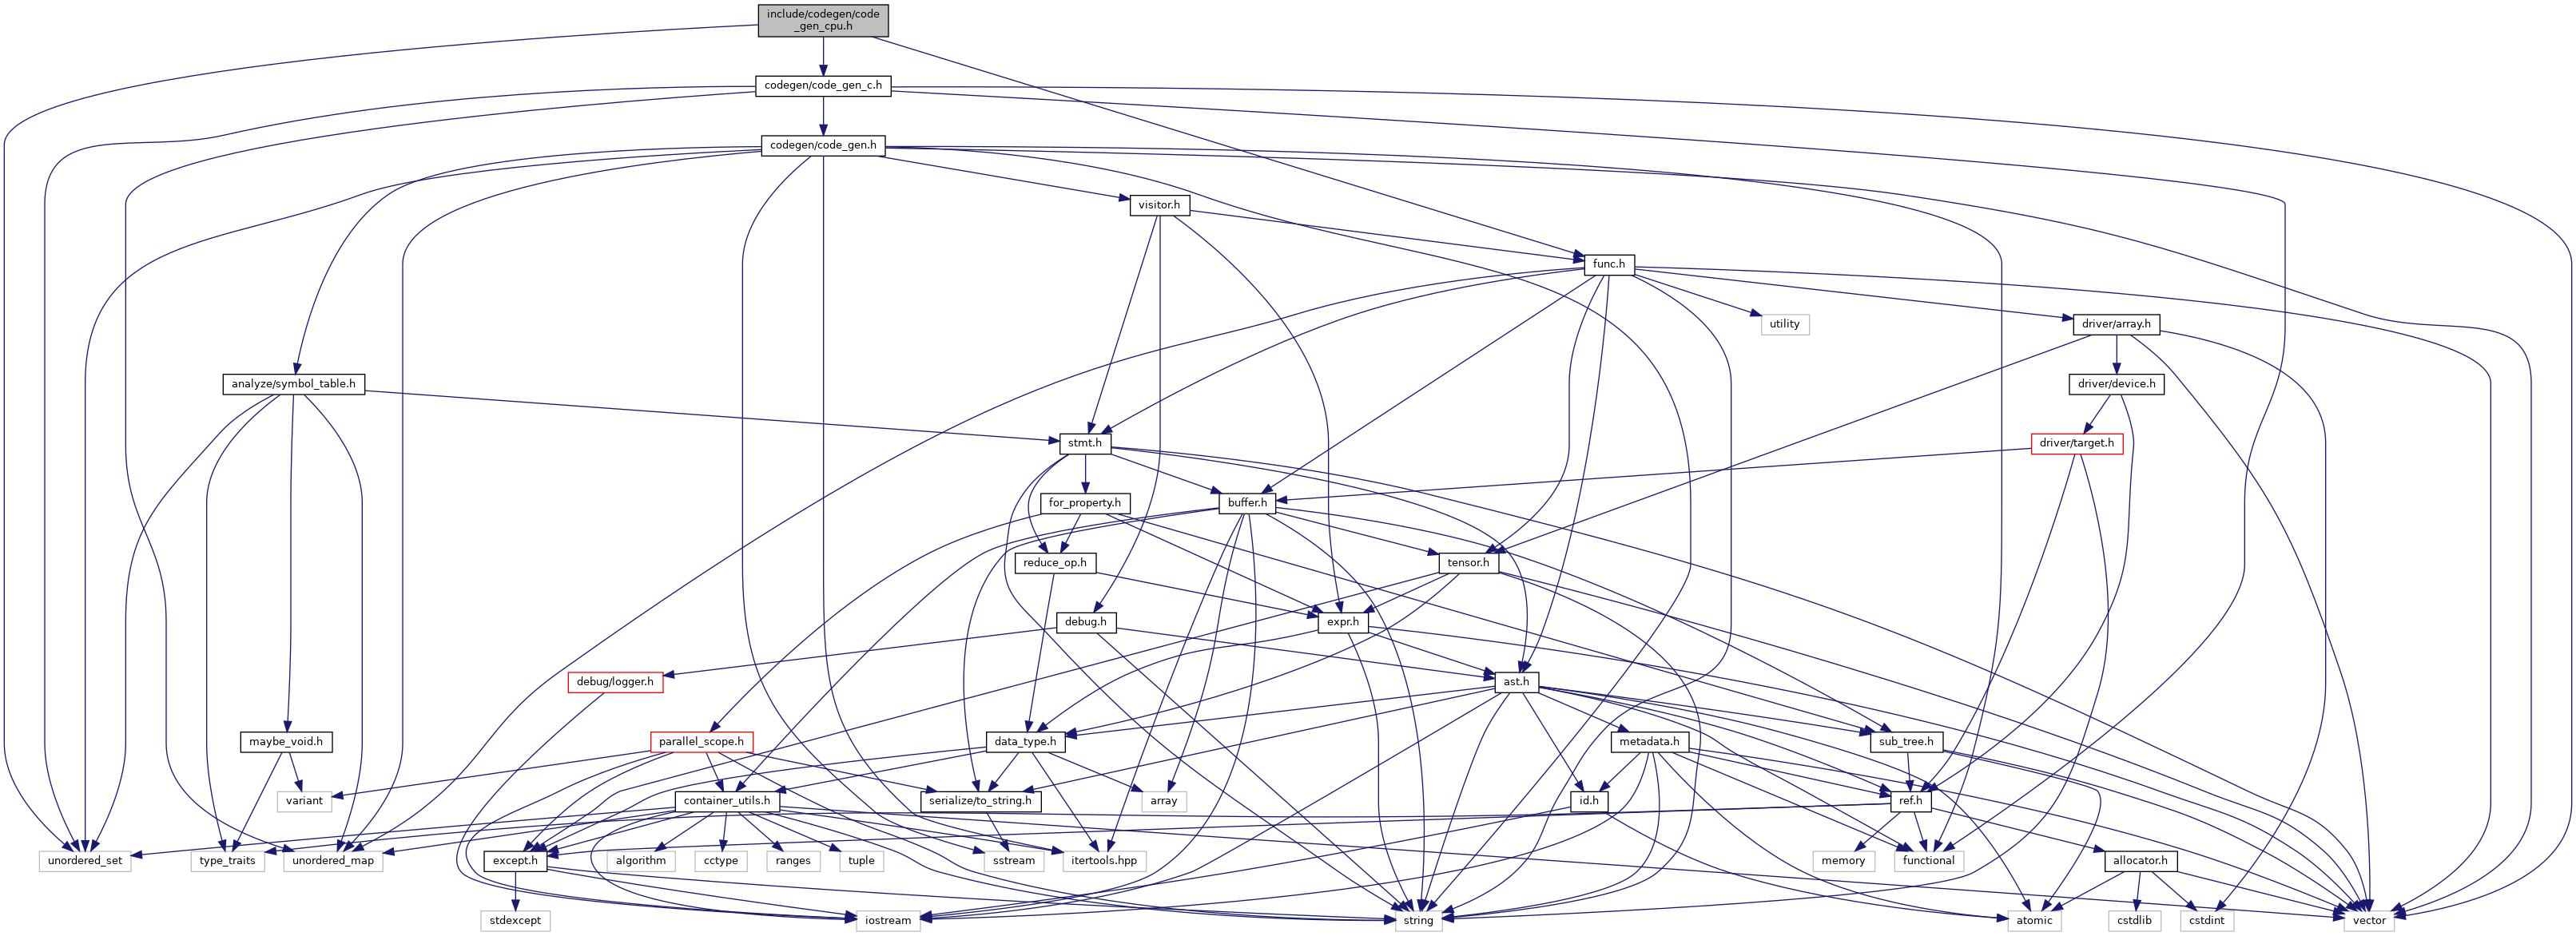 include/codegen/code
_gen_cpu.h
codegen/code_gen_c.h
codegen/code_gen.h
visitor.h
func.h
utility
driver/array.h
analyze/symbol_table.h
driver/device.h
stmt.h
driver/target.h
for_property.h
buffer.h
reduce_op.h
tensor.h
debug.h
expr.h
debug/logger.h
ast.h
maybe_void.h
parallel_scope.h
data_type.h
metadata.h
sub_tree.h
variant
container_utils.h
serialize/to_string.h
array
id.h
ref.h
unordered_set
type_traits
unordered_map
except.h
algorithm
cctype
ranges
tuple
sstream
itertools.hpp
memory
functional
allocator.h
stdexcept
iostream
string
atomic
cstdlib
cstdint
vector